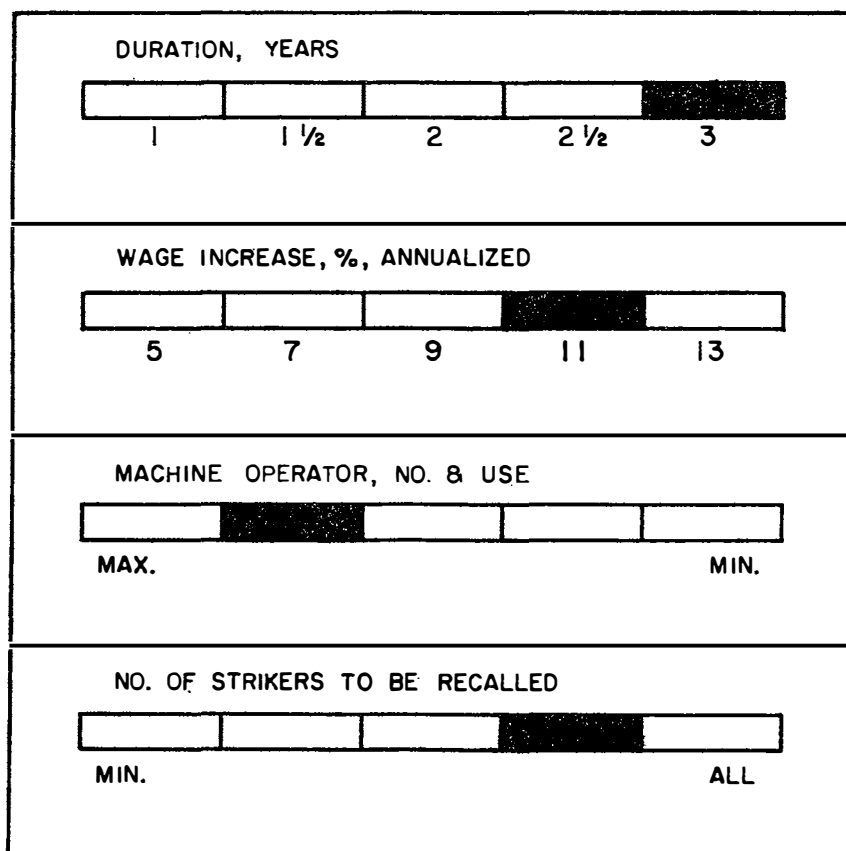 DURATION, YEARS
1 1 ½ 2 2 ½ 3
WAGE INCREASE, %, ANNUALIZED
5 7 9 11 13
MACHINE OPERATOR, NO. & USE
MAX. MIN.
NO. OF STRIKERS TO BE RECALLED
MIN. ALL